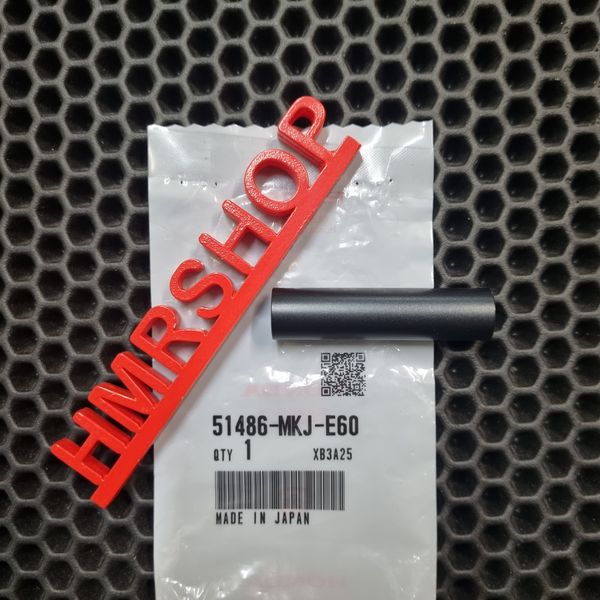 HMRSHOP
51486-MKJ-E60
QTY 1 XB3A25
MADE IN JAPAN